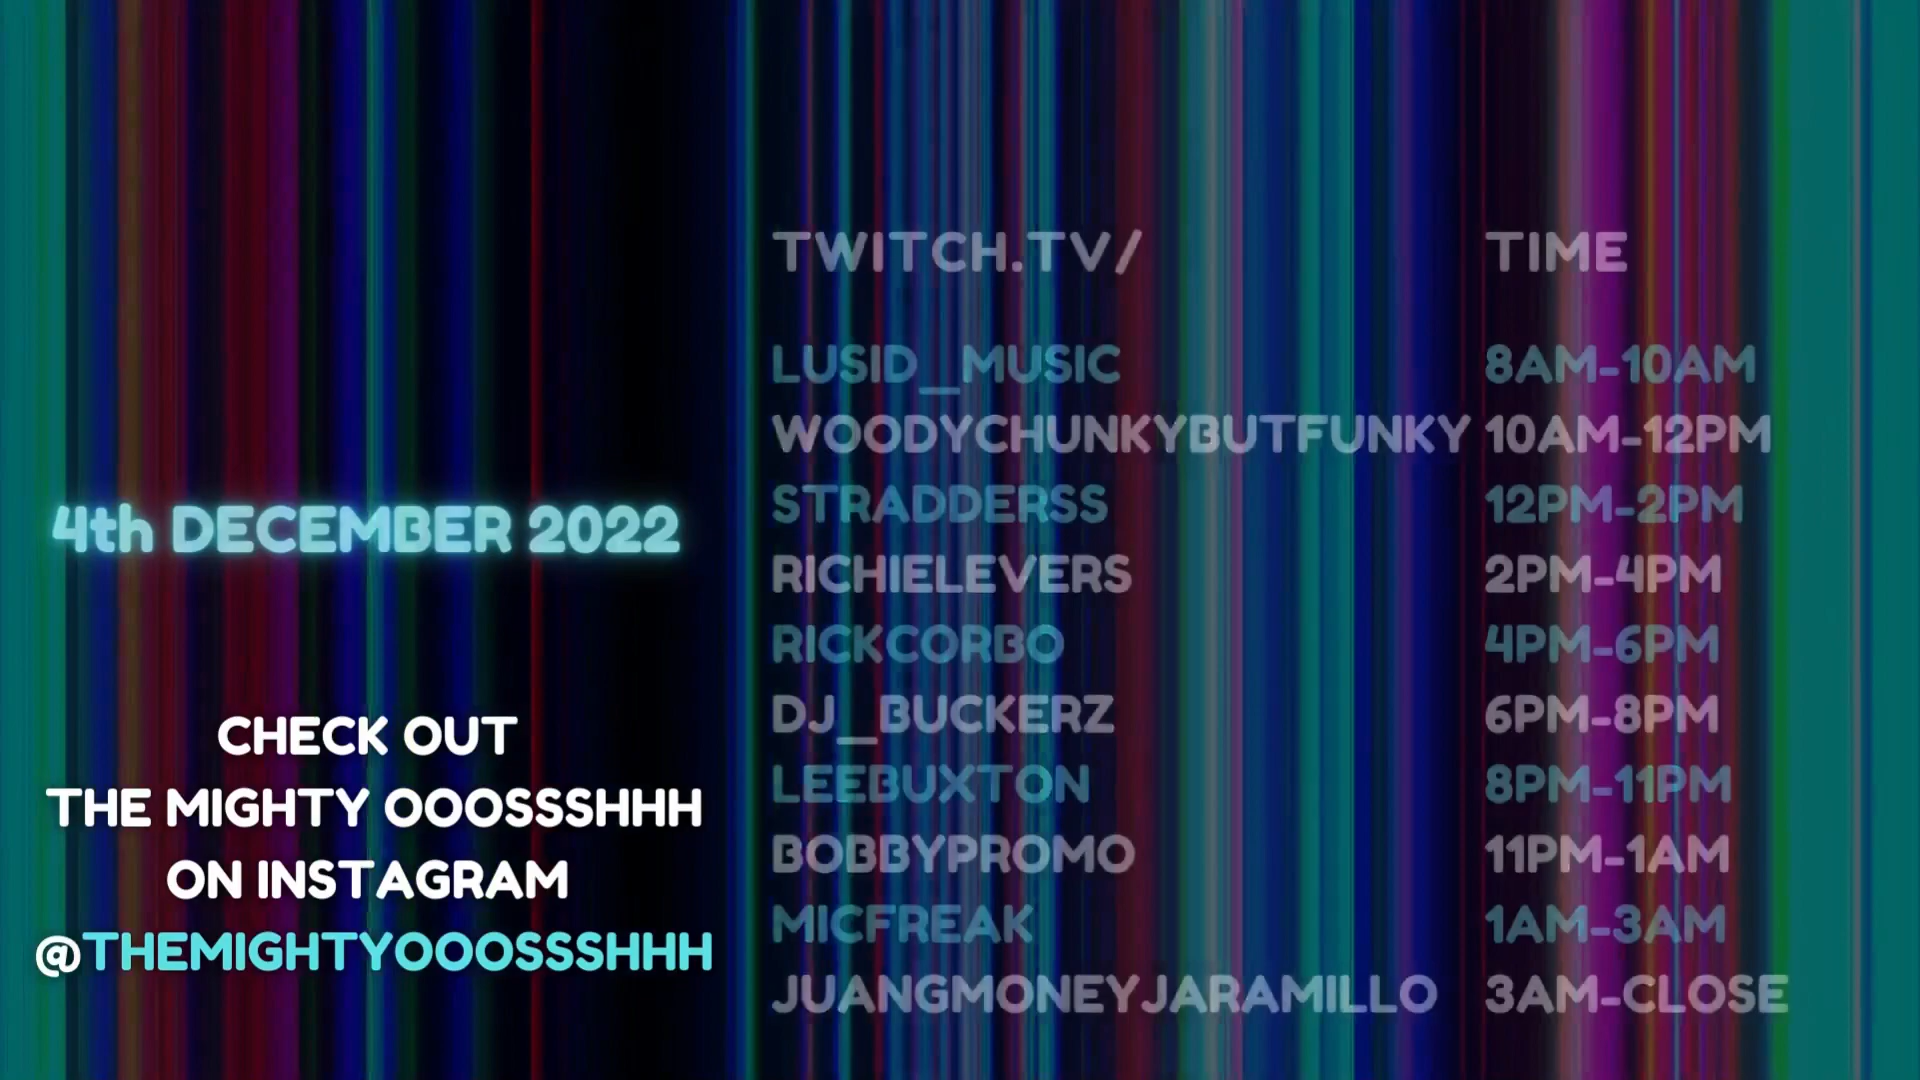 4th DECEMBER 2022
CHECK OUT
THE MIGHTY OOOSSSHHH
ON INSTAGRAM
@THEMIGHTYOOOSSSHHH
TWITCH.TV/ TIME
LUSID_MUSIC 8AM-10AM
WOODYCHUNKYBUTFUNKY 10AM-12PM
STRADDERSS 12PM-2PM
RICHIELEVERS 2PM-4PM
RICKCORBO 4PM-6PM
DJ_BUCKERZ 6PM-8PM
LEEBUXTON 8PM-11PM
BOBBYPROMO 11PM-1AM
MICFREAK 1AM-3AM
JUANGMONEYJARAMILLO 3AM-CLOSE